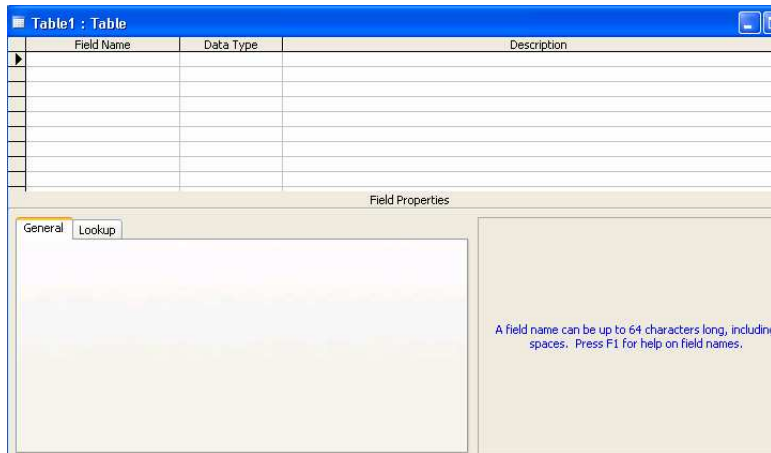 Table1 : Table
Field Name Data Type Description
Field Properties
General Lookup
A field name can be up to 64 characters long, including
spaces. Press F1 for help on field names.